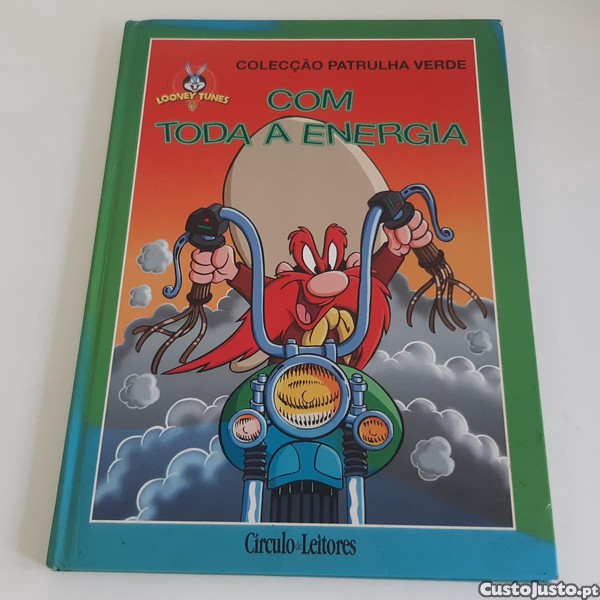 COLECÇÃO PATRULHA VERDE
LOONEY TUNES
COM
TODA A ENERGIA
Círculo de Leitores
CustoJusto.pt